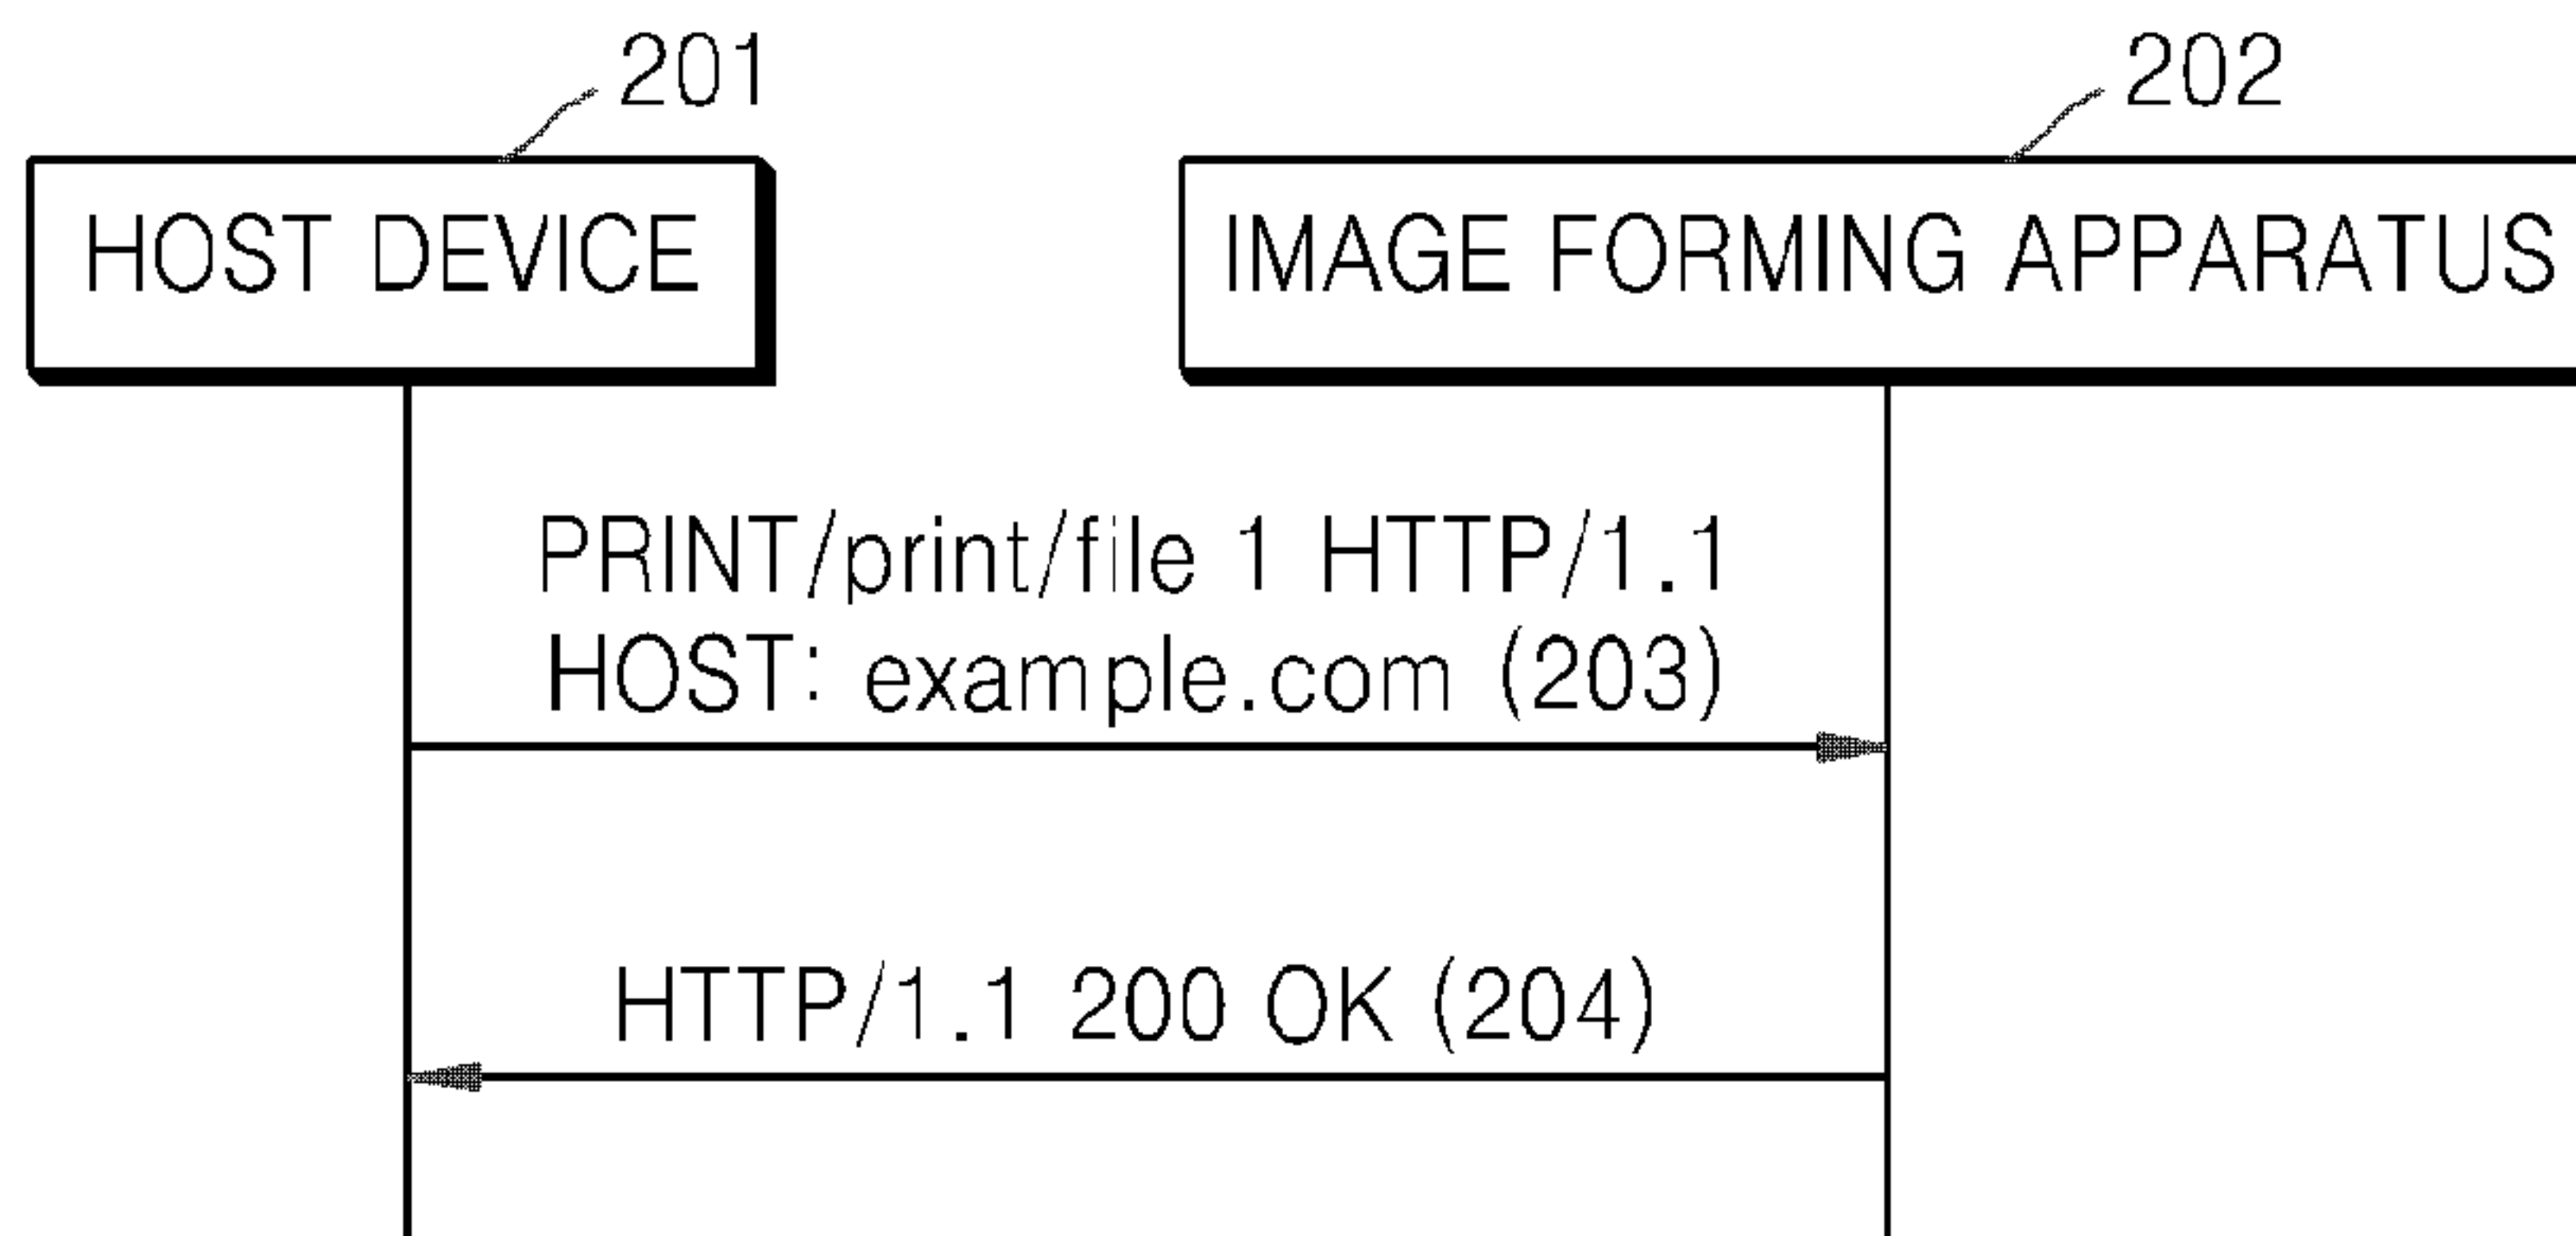 201
202
HOST DEVICE
IMAGE FORMING APPARATUS
PRINT/print/file 1 HTTP/1.1
HOST: example.com (203)
HTTP/1.1 200 OK (204)